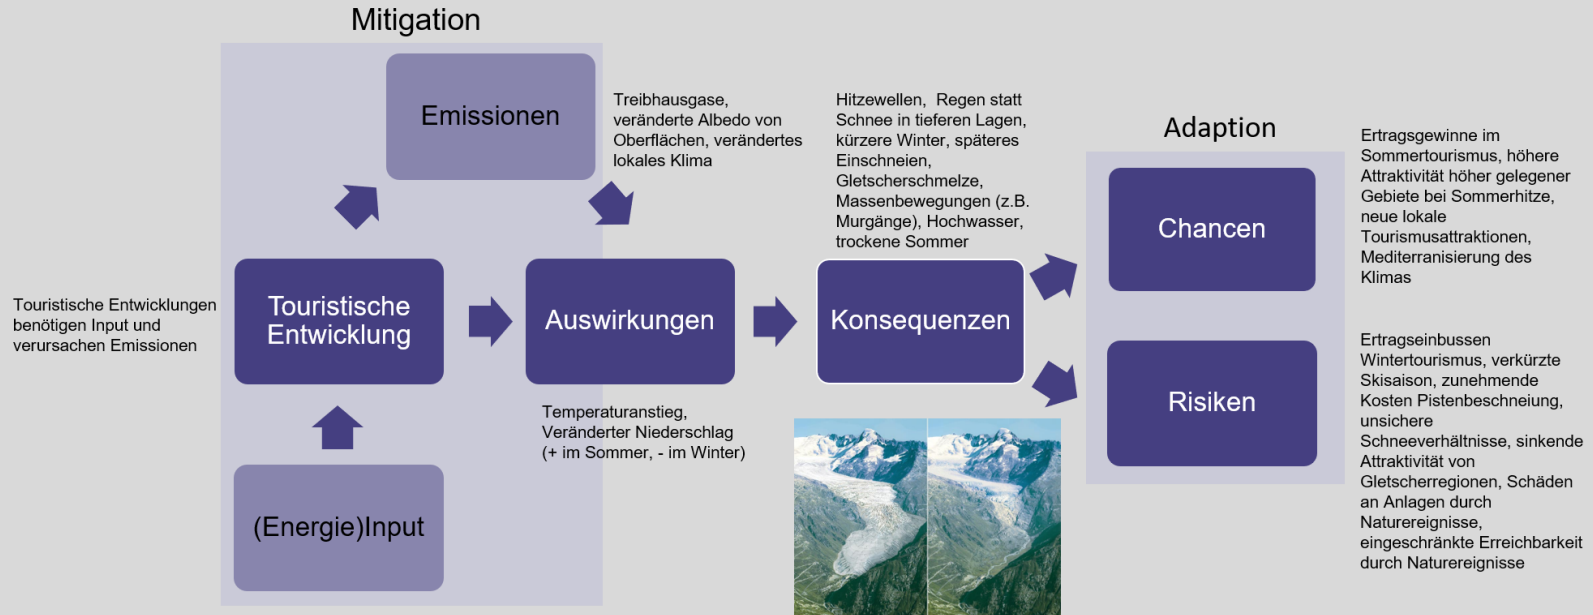 Mitigation
Emissionen
Treibhausgase,
veränderte Albedo von
Oberflächen, verändertes
lokales Klima
Hitzewellen, Regen statt
Schnee in tieferen Lagen,
kürzere Winter, späteres
Einschneien,
Gletscherschmelze,
Massenbewegungen (z.B.
Murgänge), Hochwasser,
trockene Sommer
Adaption
Chancen
Ertragsgewinne im
Sommertourismus, höhere
Attraktivität höher gelegener
Gebiete bei Sommerhitze,
neue lokale
Tourismusattraktionen,
Mediterranisierung des
Klimas
Touristische Entwicklungen
benötigen Input und
verursachen Emissionen
Touristische
Entwicklung
Auswirkungen
Konsequenzen
Temperaturanstieg,
Veränderter Niederschlag
(+ im Sommer, - im Winter)
Risiken
Ertragseinbussen
Wintertourismus, verkürzte
Skisaison, zunehmende
Kosten Pistenbeschneiung,
unsichere
Schneeverhältnisse, sinkende
Attraktivität von
Gletscherregionen, Schäden
an Anlagen durch
Naturereignisse,
eingeschränkte Erreichbarkeit
durch Naturereignisse
(Energie)Input